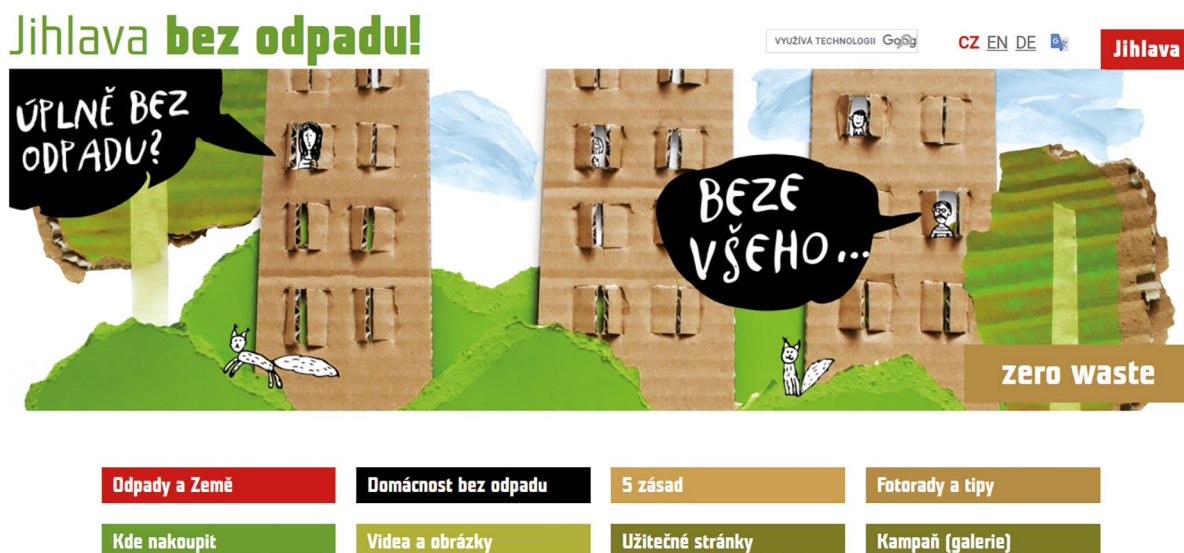 Jihlava bez odpadu!
VYUŽÍVÁ TECHNOLOGII Google
CZ EN DE
Jihlava
ÚPLNĚ BEZ
ODPADU?
BEZE
VŠEHO...
zero waste
Odpady a Země
Domácnost bez odpadu
5 zásad
Fotorady a tipy
Kde nakoupit
Videa a obrázky
Užitečné stránky
Kampaň (galerie)